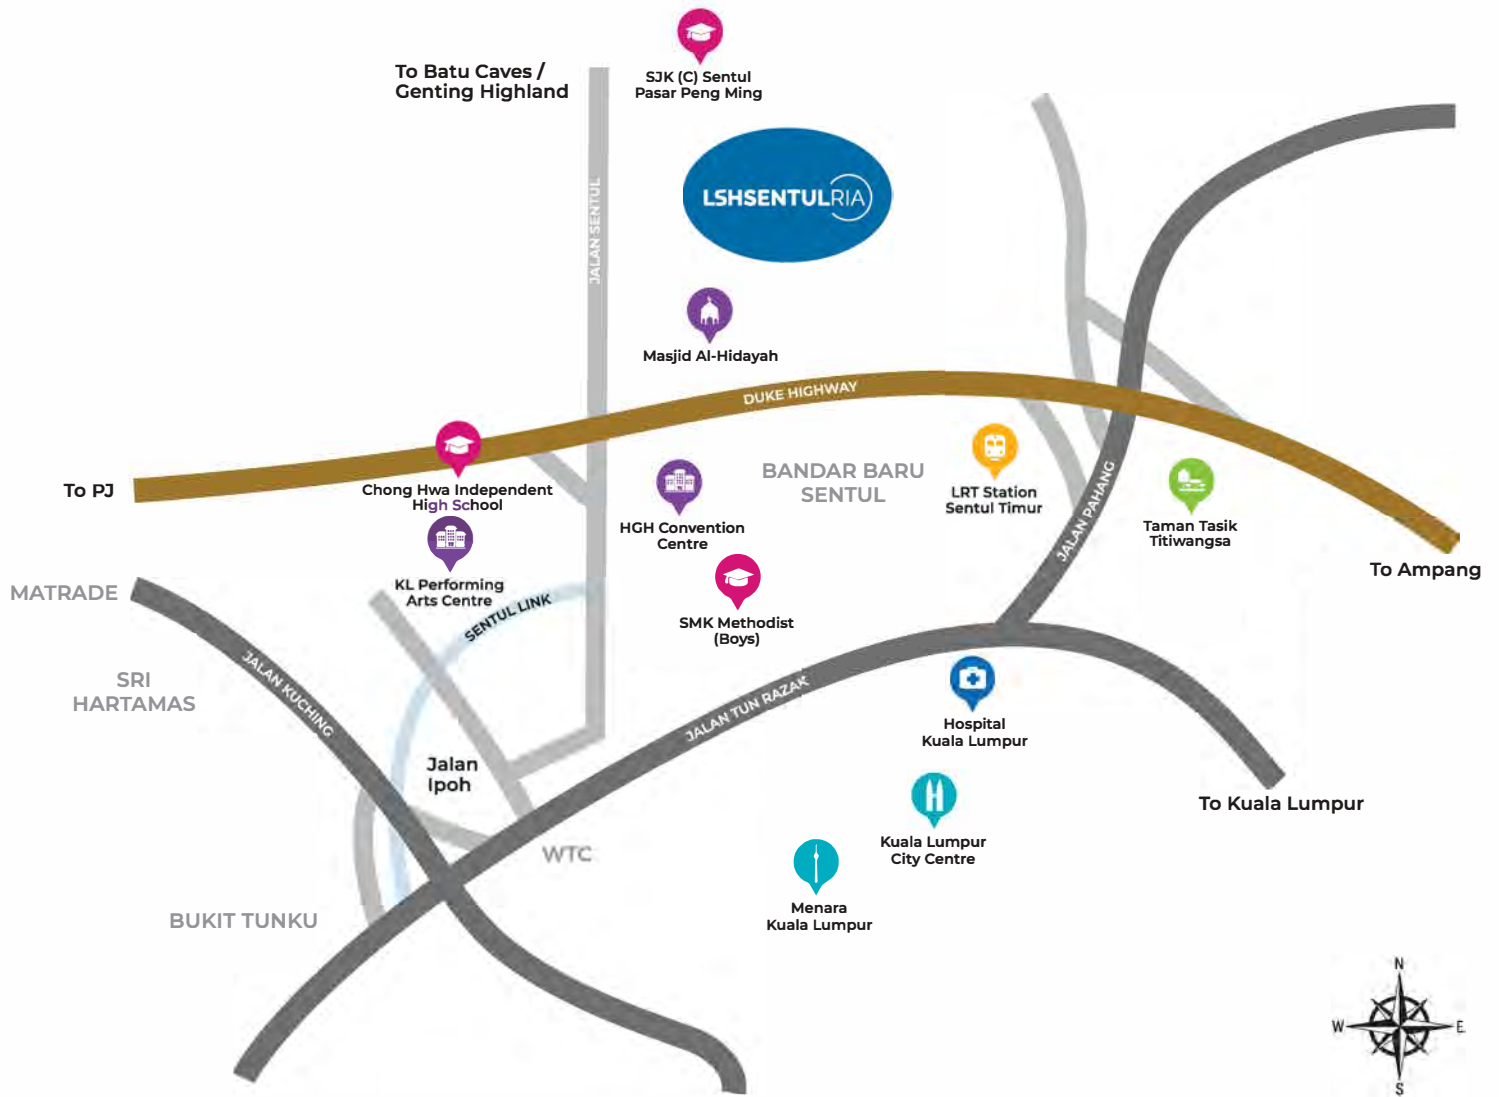 SJK (C) Sentul
Pasar Peng Ming
To Batu Caves /
Genting Highland
LSHSENTULRIA
JALAN SENTUL
Masjid Al-Hidayah
DUKE HIGHWAY
To PJ
Chong Hwa Independent
High School
HGH Convention
Centre
BANDAR BARU
SENTUL
LRT Station
Sentul Timur
JALAN PAHANG
Taman Tasik
Titiwangsa
To Ampang
MATRADE
KL Performing
Arts Centre
SENTUL LINK
SMK Methodist
(Boys)
SRI
HARTAMAS
JALAN KUCHING
JALAN TUN RAZAK
Hospital
Kuala Lumpur
Jalan
Ipoh
To Kuala Lumpur
WTC
Kuala Lumpur
City Centre
Menara
Kuala Lumpur
BUKIT TUNKU
N
W
E
S